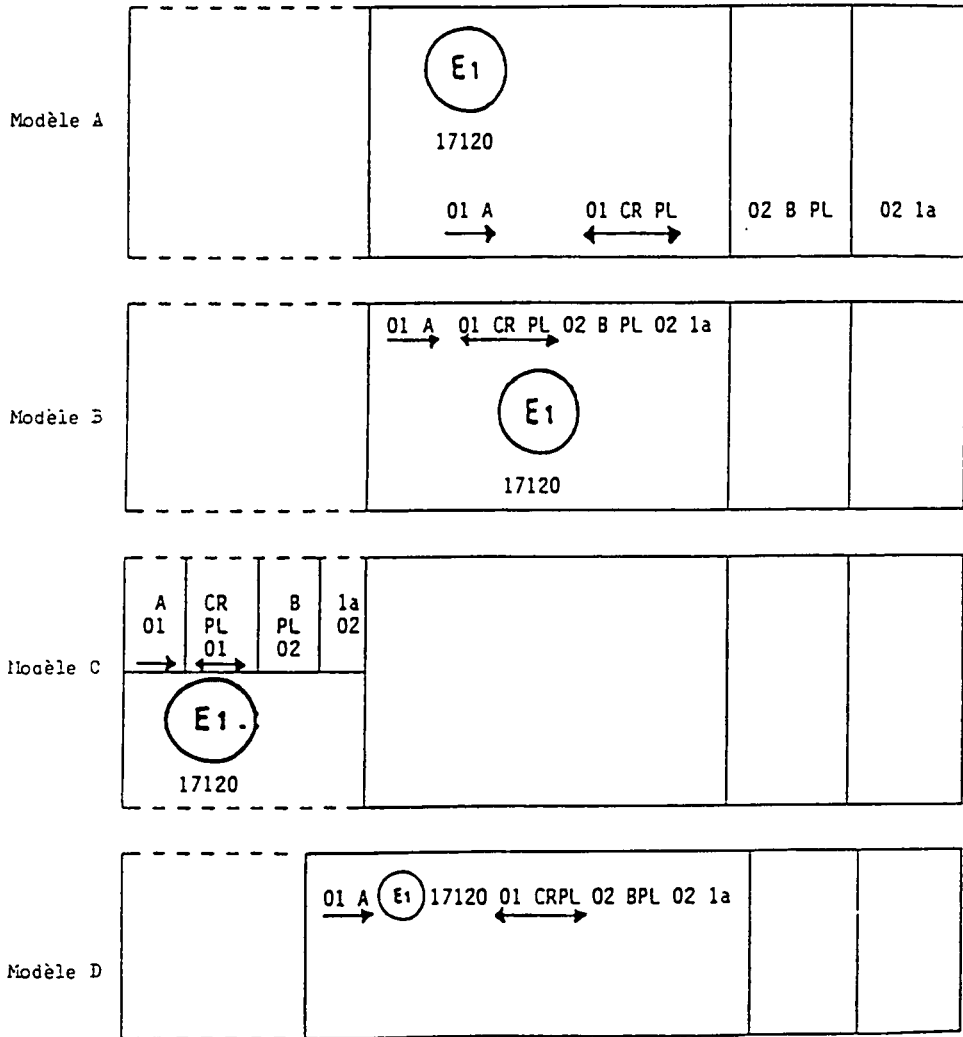 Modèle A
E1
17120
01 A 01 CR PL 02 B PL 02 1a
Modèle B
01 A 01 CR PL 02 B PL 02 1a
E1
17120
Modèle C
A CR B 1a
01 PL PL 02
01 02
E1
17120
Modèle D
01 A E1 17120 01 CRPL 02 BPL 02 1a